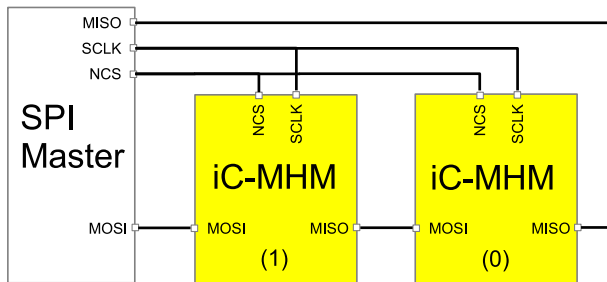 MISO
SCLK
NCS
SPI
Master
MOSI
NCS
SCLK
iC-MHM
MOSI
MISO
(1)
NCS
SCLK
iC-MHM
MOSI
MISO
(0)